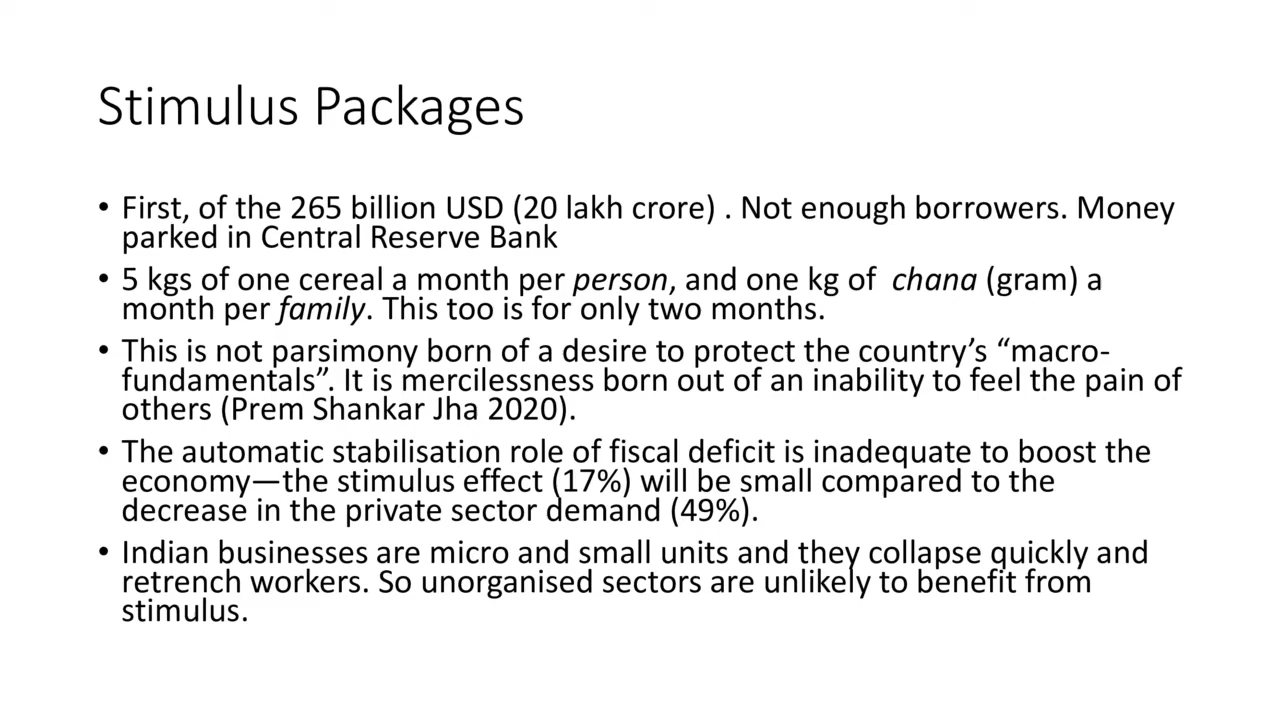 Stimulus Packages
• First, of the 265 billion USD (20 lakh crore) . Not enough borrowers. Money
parked in Central Reserve Bank
• 5 kgs of one cereal a month per person, and one kg of chana (gram) a
month per family. This too is for only two months.
• This is not parsimony born of a desire to protect the country’s “macro-
fundamentals”. It is mercilessness born out of an inability to feel the pain of
others (Prem Shankar Jha 2020).
• The automatic stabilisation role of fiscal deficit is inadequate to boost the
economy—the stimulus effect (17%) will be small compared to the
decrease in the private sector demand (49%).
• Indian businesses are micro and small units and they collapse quickly and
retrench workers. So unorganised sectors are unlikely to benefit from
stimulus.